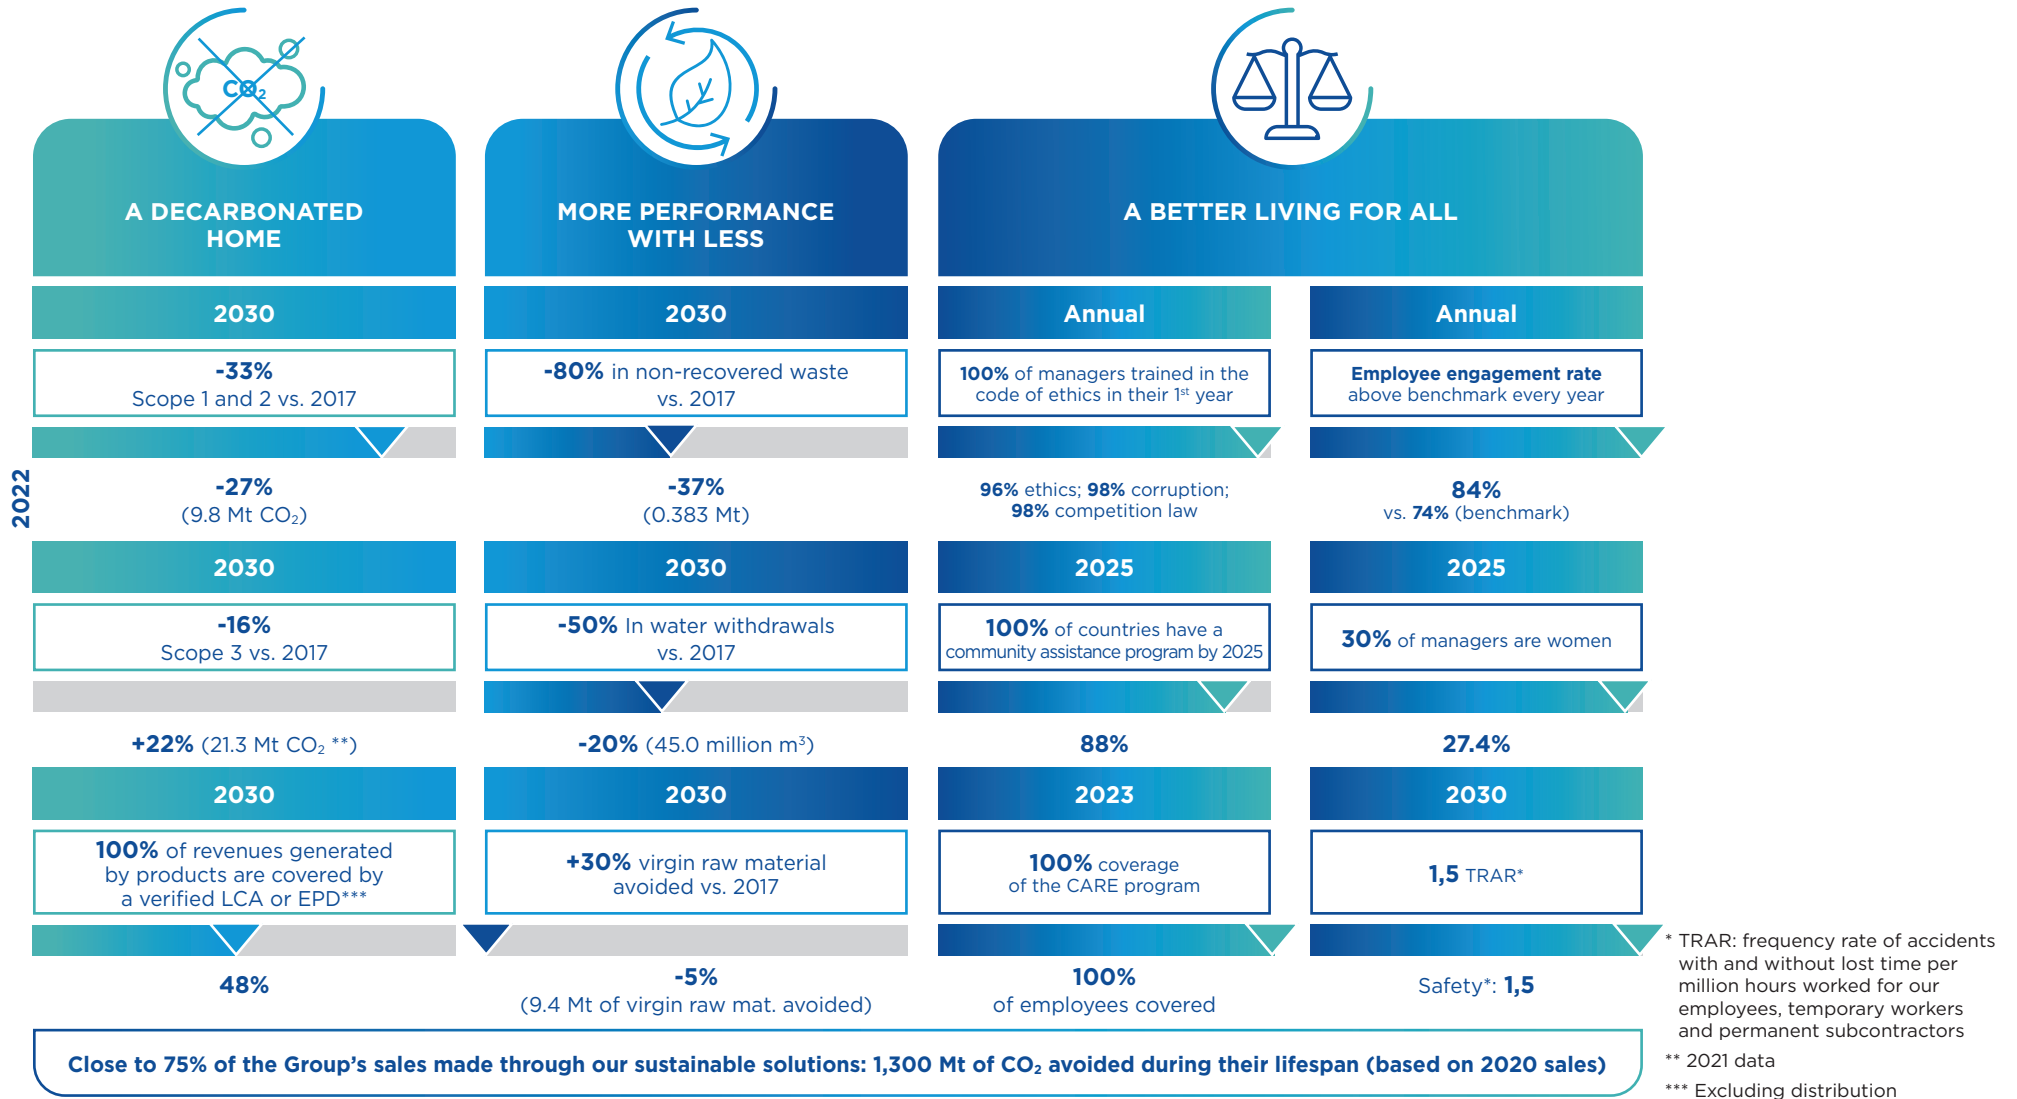 CO₂
A DECARBONATED
HOME
MORE PERFORMANCE
WITH LESS
A BETTER LIVING FOR ALL
2030
2030
Annual
Annual
-33%
Scope 1 and 2 vs. 2017
-80% in non-recovered waste
vs. 2017
100% of managers trained in the
code of ethics in their 1st year
Employee engagement rate
above benchmark every year
2022
-27%
(9.8 Mt CO₂)
-37%
(0.383 Mt)
96% ethics; 98% corruption;
98% competition law
84%
vs. 74% (benchmark)
2030
2030
2025
2025
-16%
Scope 3 vs. 2017
-50% In water withdrawals
vs. 2017
100% of countries have a
community assistance program by 2025
30% of managers are women
+22% (21.3 Mt CO₂ **)
-20% (45.0 million m³)
88%
27.4%
2030
2030
2023
2030
100% of revenues generated
by products are covered by
a verified LCA or EPD***
+30% virgin raw material
avoided vs. 2017
100% coverage
of the CARE program
1,5 TRAR*
48%
-5%
(9.4 Mt of virgin raw mat. avoided)
100%
of employees covered
Safety*: 1,5
Close to 75% of the Group’s sales made through our sustainable solutions: 1,300 Mt of CO₂ avoided during their lifespan (based on 2020 sales)
* TRAR: frequency rate of accidents
with and without lost time per
million hours worked for our
employees, temporary workers
and permanent subcontractors
** 2021 data
*** Excluding distribution